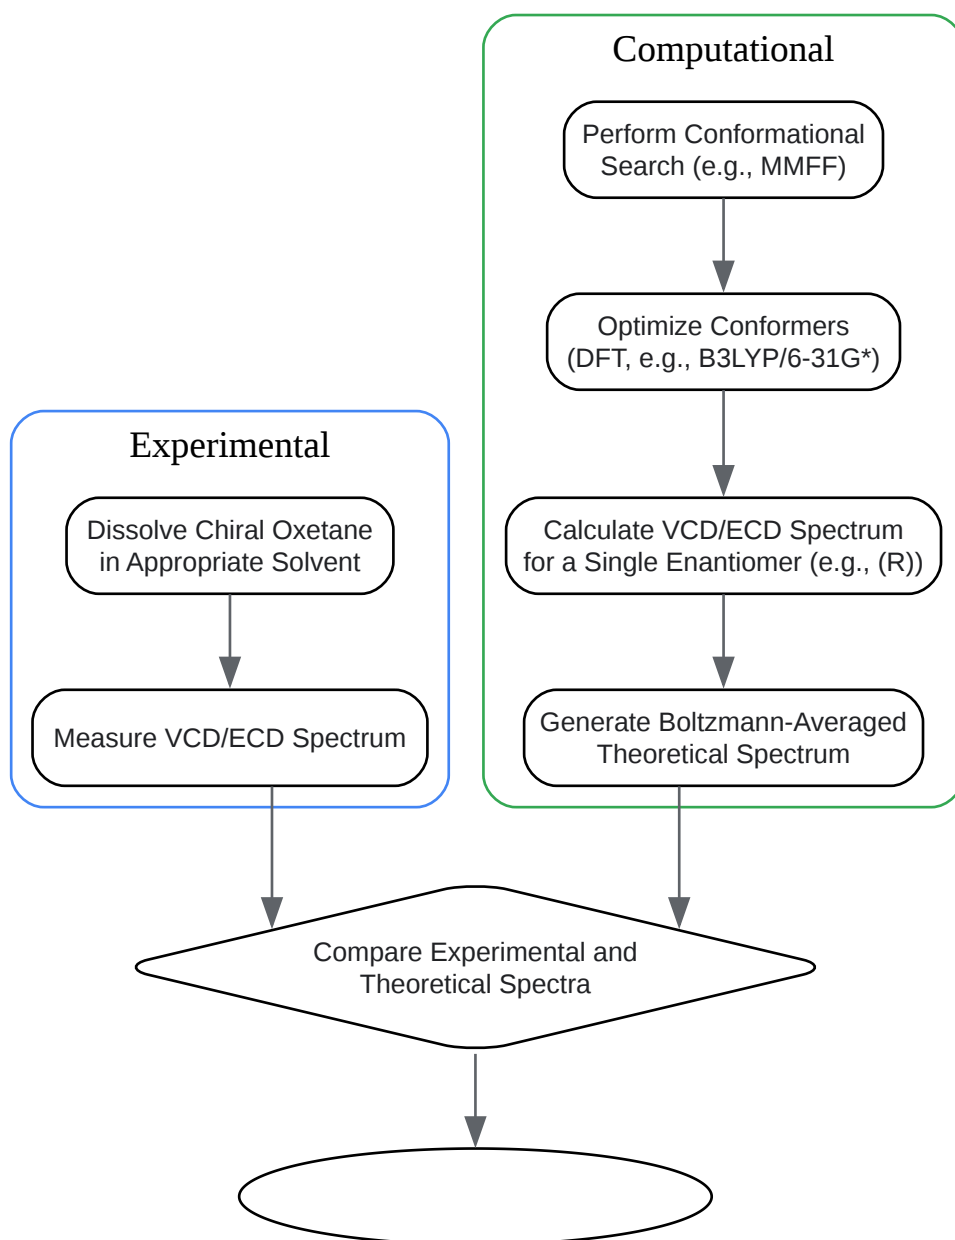 Computational
Perform Conformational
Search (e.g., MMFF)
Optimize Conformers
(DFT, e.g., B3LYP/6-31G*)
Calculate VCD/ECD Spectrum
for a Single Enantiomer (e.g., (R))
Generate Boltzmann-Averaged
Theoretical Spectrum
Experimental
Dissolve Chiral Oxetane
in Appropriate Solvent
Measure VCD/ECD Spectrum
Compare Experimental and
Theoretical Spectra